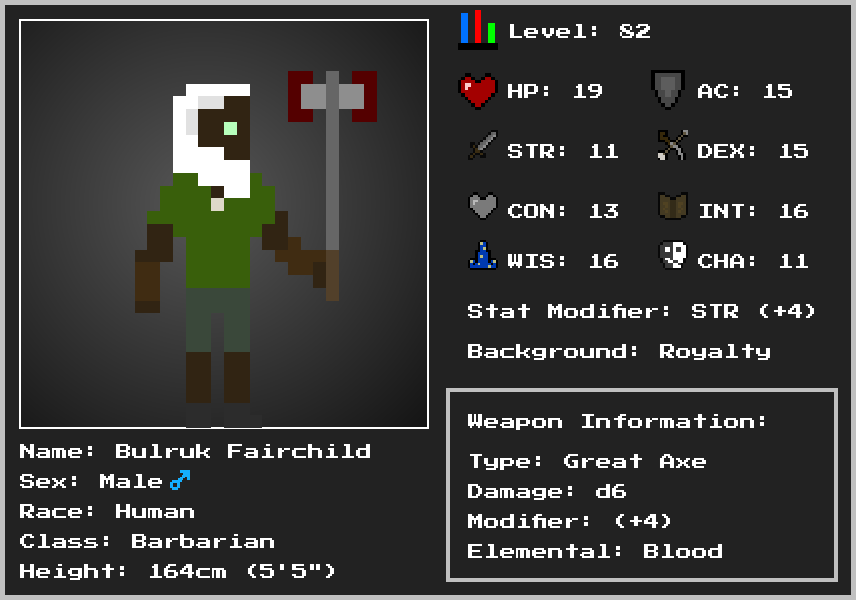 Level: 82
HP: 19 AC: 15
STR: 11 DEX: 15
CON: 13 INT: 16
WIS: 16 CHA: 11
Stat Modifier: STR (+4)
Background: Royalty
Weapon Information:
Type: Great Axe
Damage: d6
Modifier: (+4)
Elemental: Blood
Name: Bulruk Fairchild
Sex: Male♂
Race: Human
Class: Barbarian
Height: 164cm (5'5")